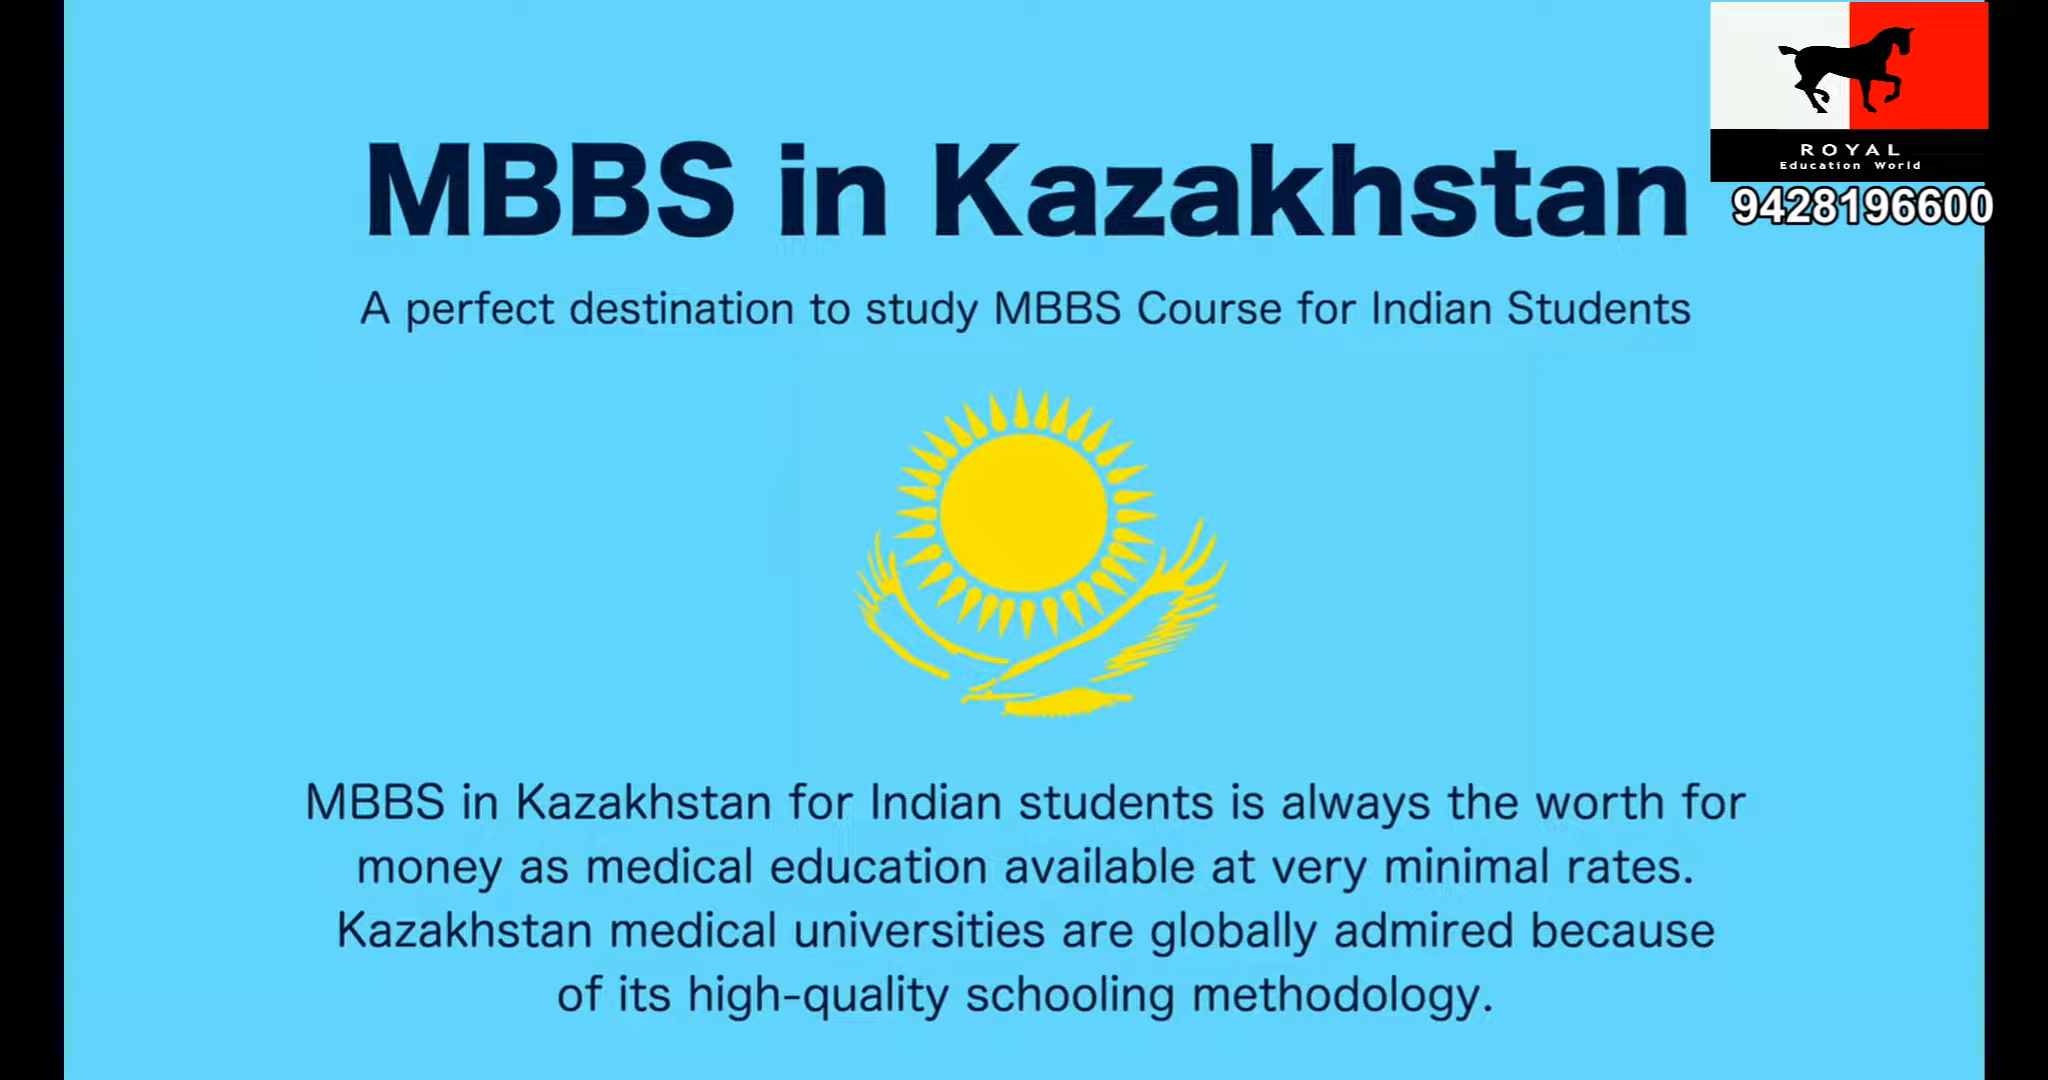 ROYAL
Education World
9428196600
MBBS in Kazakhstan
A perfect destination to study MBBS Course for Indian Students
MBBS in Kazakhstan for Indian students is always the worth for
money as medical education available at very minimal rates.
Kazakhstan medical universities are globally admired because
of its high-quality schooling methodology.